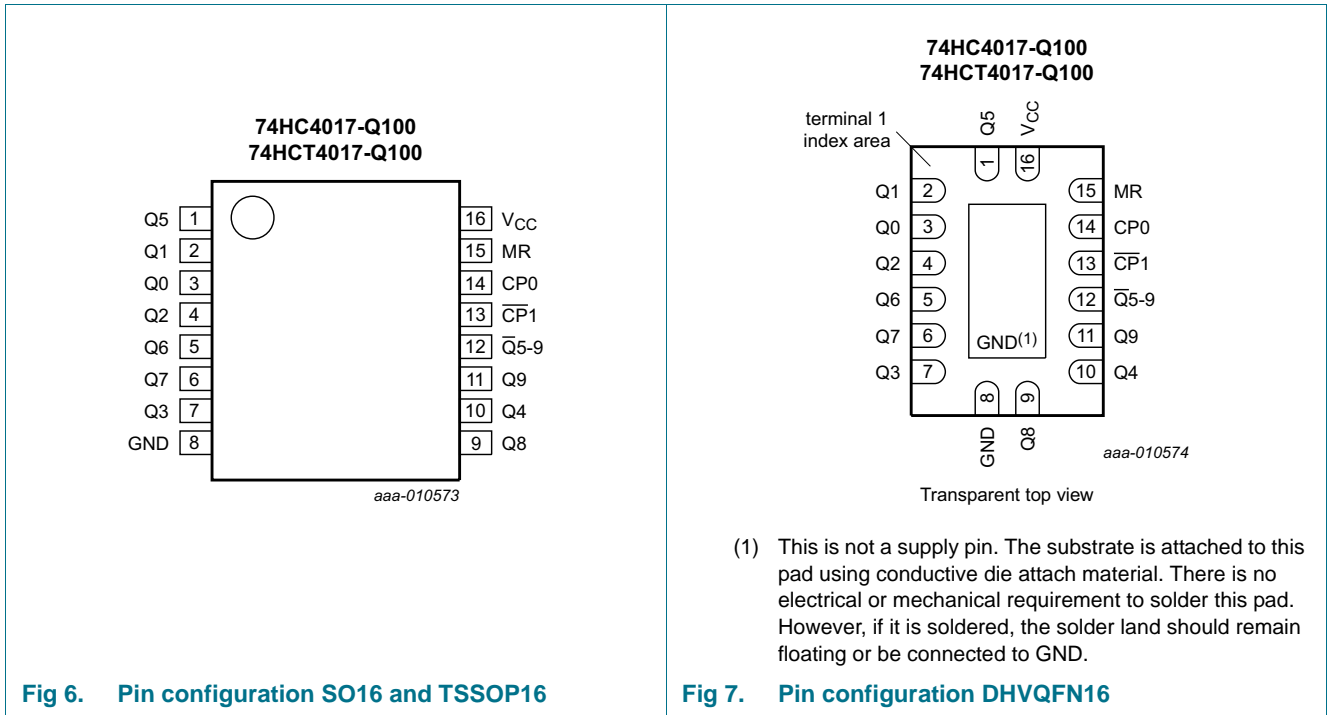 74HC4017-Q100
74HCT4017-Q100
Q5 1
Q1 2
Q0 3
Q2 4
Q6 5
Q7 6
Q3 7
GND 8
16 VCC
15 MR
14 CP0
13 C̅P̅1
12 Q̅5-9
11 Q9
10 Q4
9 Q8
aaa-010573
Fig 6. Pin configuration SO16 and TSSOP16
74HC4017-Q100
74HCT4017-Q100
terminal 1
index area
Q5
VCC
1
16
Q1 2
Q0 3
Q2 4
Q6 5
Q7 6
Q3 7
15 MR
14 CP0
13 C̅P̅1
12 Q̅5-9
11 Q9
10 Q4
GND(1)
8
9
GND
Q8
aaa-010574
Transparent top view
(1) This is not a supply pin. The substrate is attached to this
pad using conductive die attach material. There is no
electrical or mechanical requirement to solder this pad.
However, if it is soldered, the solder land should remain
floating or be connected to GND.
Fig 7. Pin configuration DHVQFN16